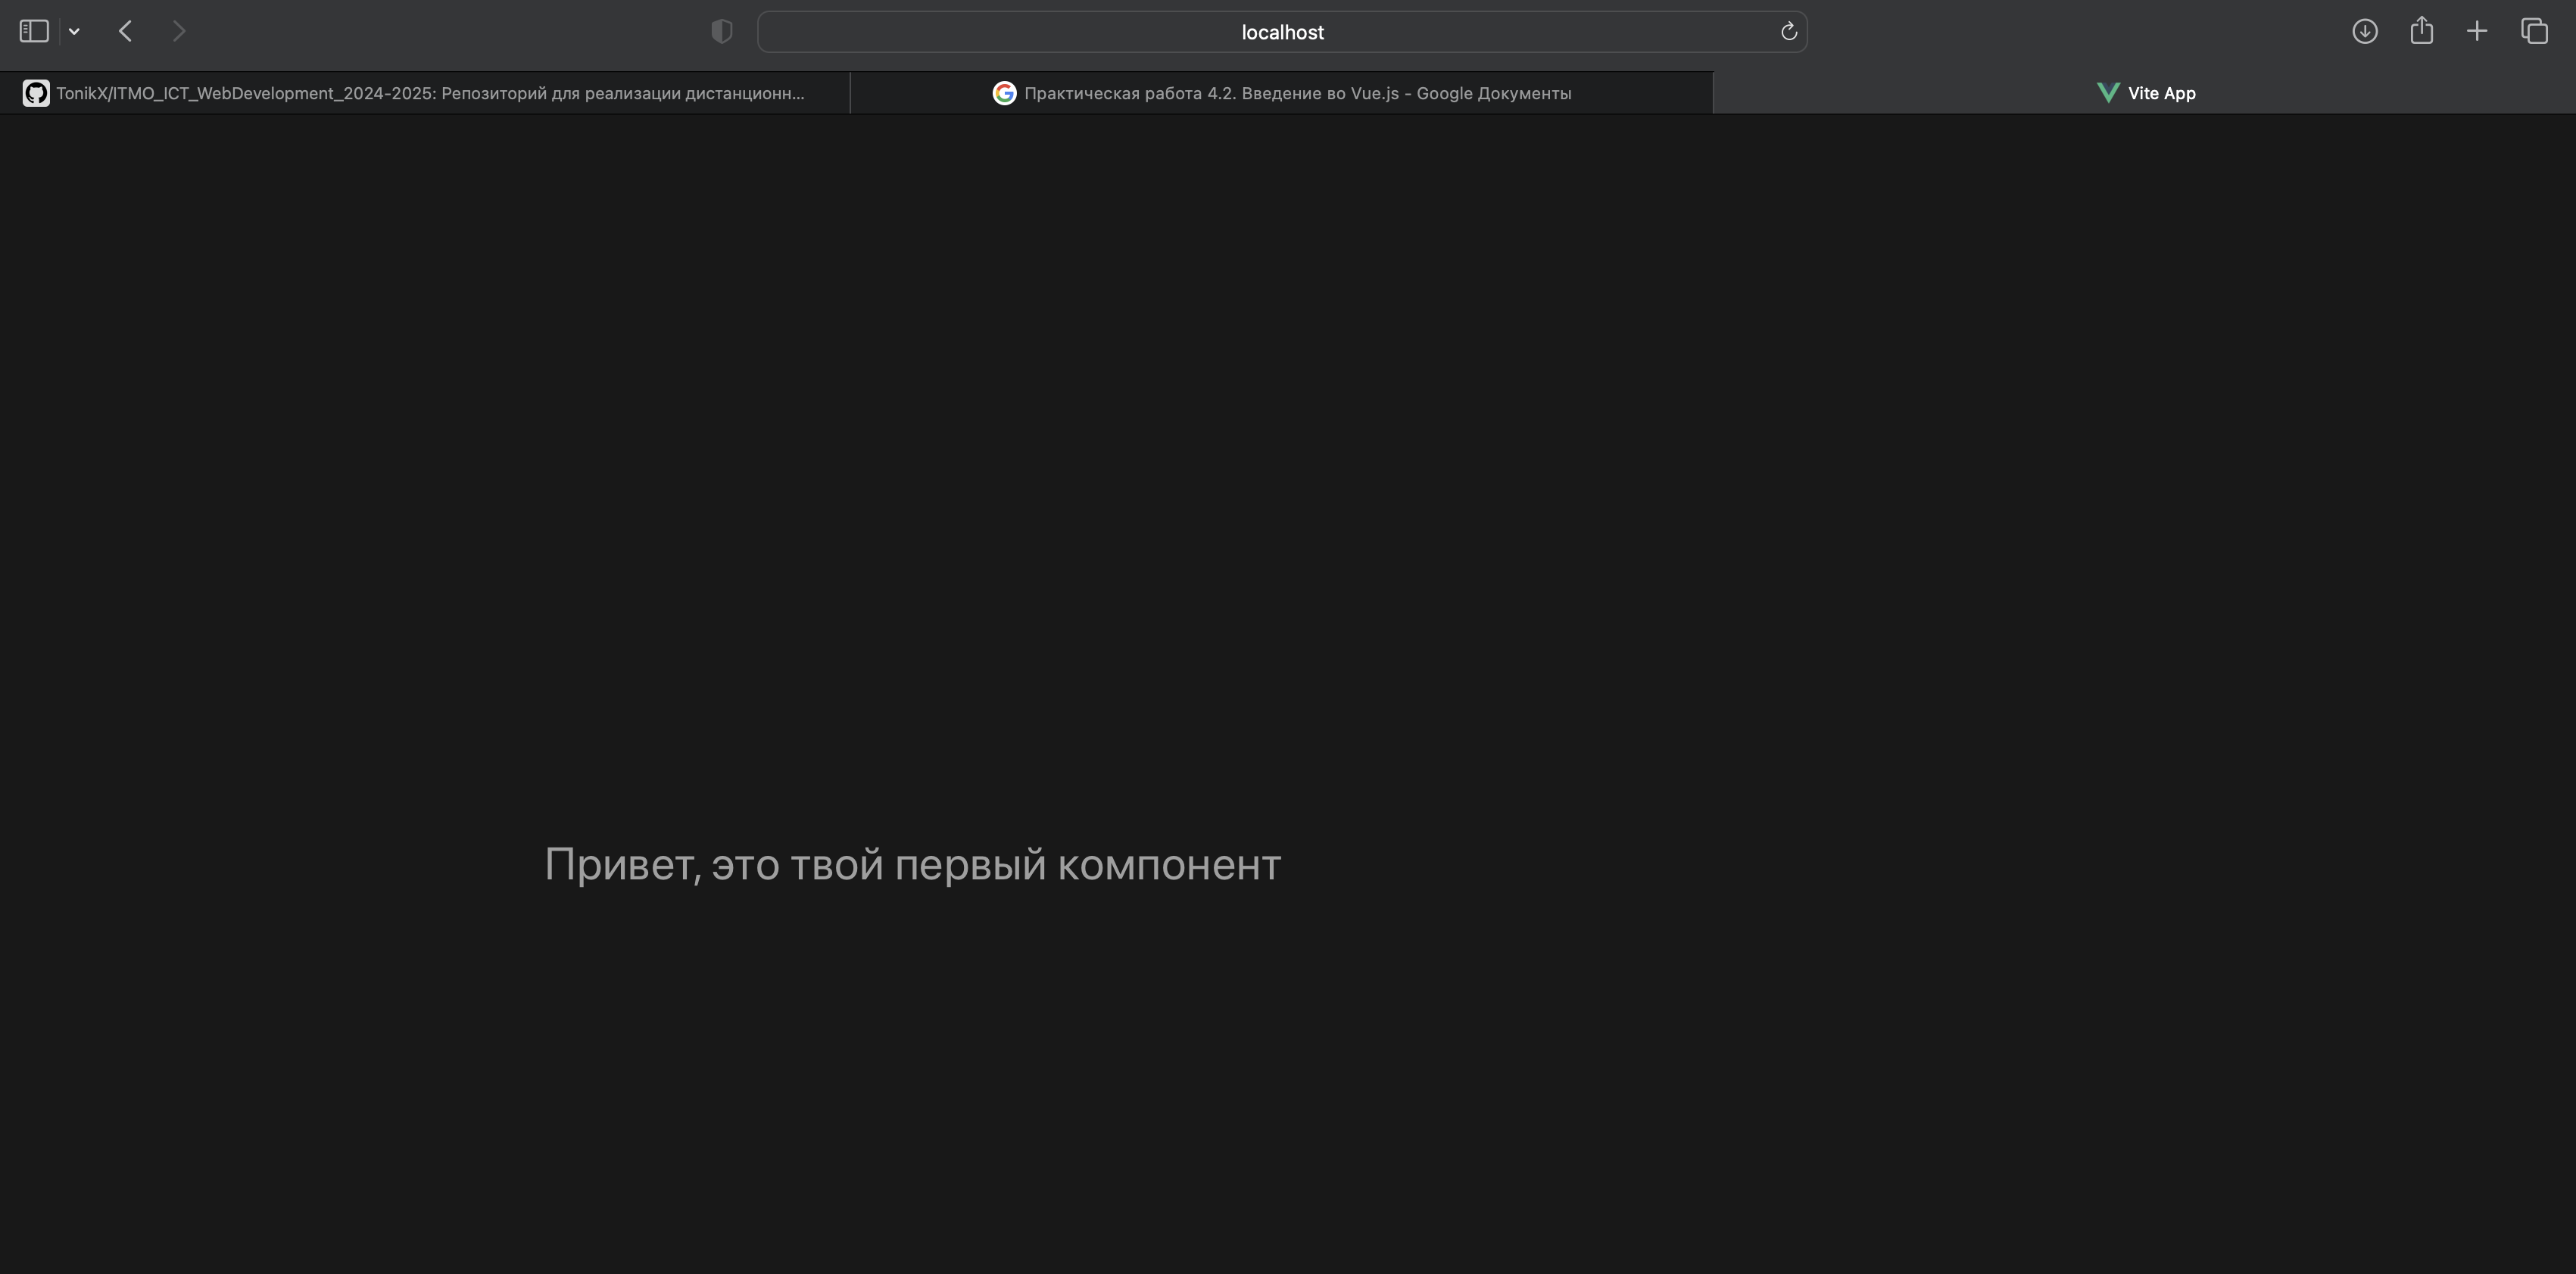 localhost
TonikX/ITMO_ICT_WebDevelopment_2024-2025: Репозиторий для реализации дистанционн...
Практическая работа 4.2. Введение во Vue.js - Google Документы
Vite App
Привет, это твой первый компонент